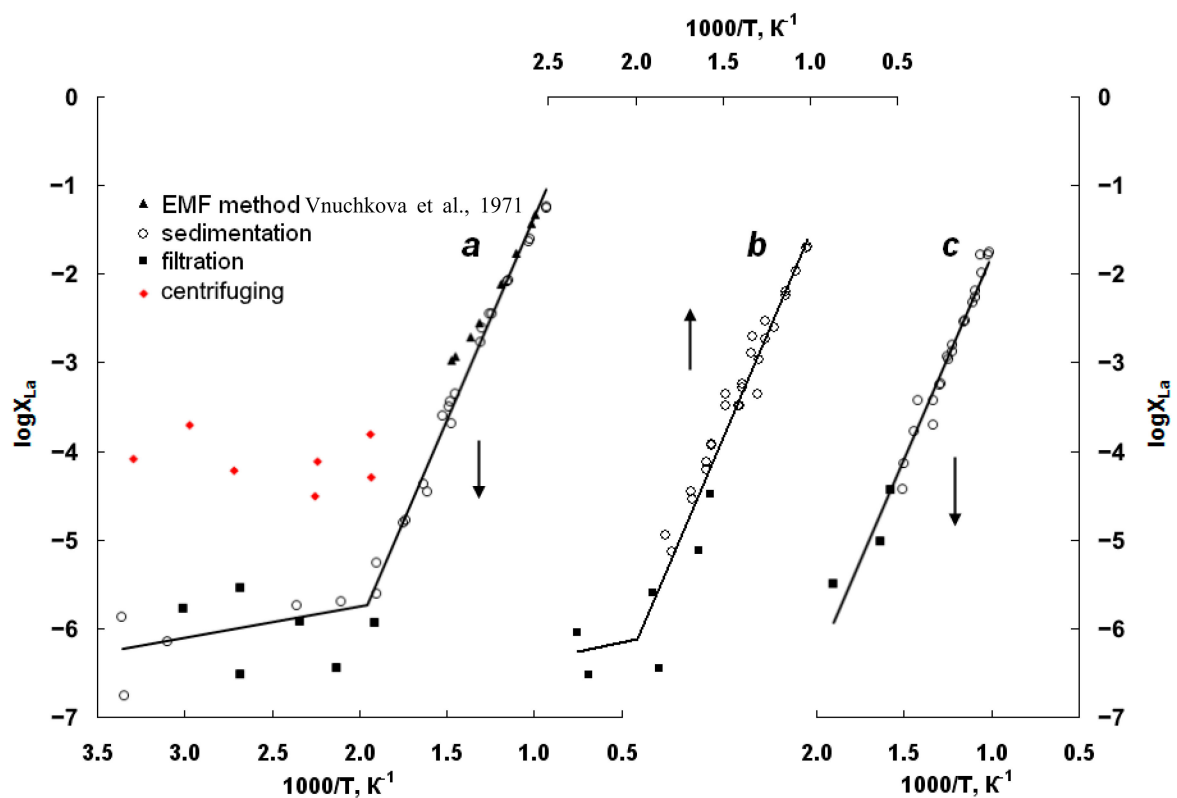 1000/T, K-1
2.5 2.0 1.5 1.0 0.5
0 0
−1 −1
EMF method Vnuchkova et al., 1971
sedimentation a b c
filtration
−2 −2
centrifuging
−3 −3
logXLa logXLa
−4 −4
−5 −5
−6 −6
−7 −7
3.5 3.0 2.5 2.0 1.5 1.0 0.5 2.0 1.5 1.0 0.5
1000/T, K-1 1000/T, K-1